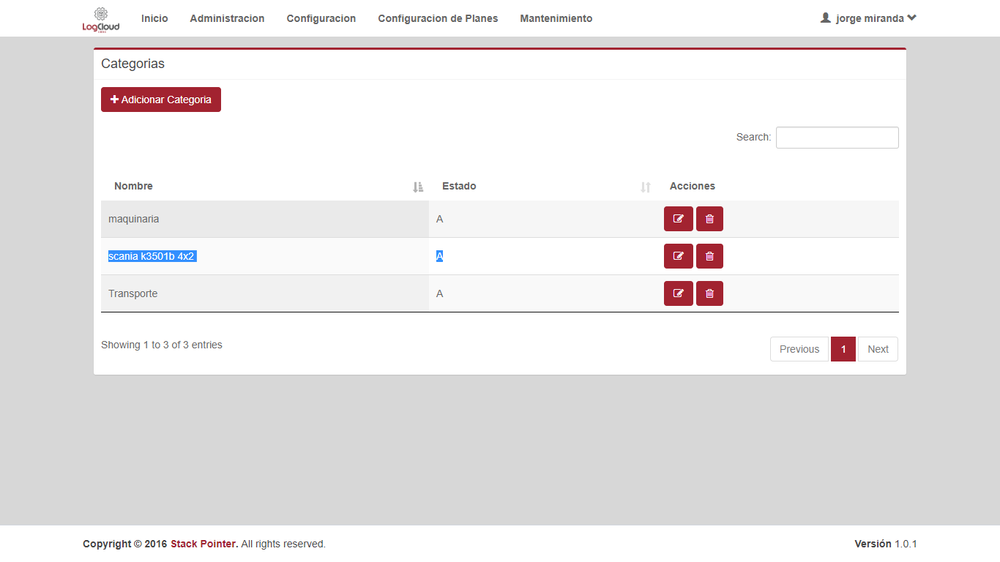 LogCloud
Inicio Administracion Configuracion Configuracion de Planes Mantenimiento jorge miranda
Categorias
Adicionar Categoria
Search:
Nombre Estado Acciones
maquinaria A
scania k3501b 4x2 A
Transporte A
Showing 1 to 3 of 3 entries
Previous 1 Next
Copyright © 2016 Stack Pointer. All rights reserved. Versión 1.0.1